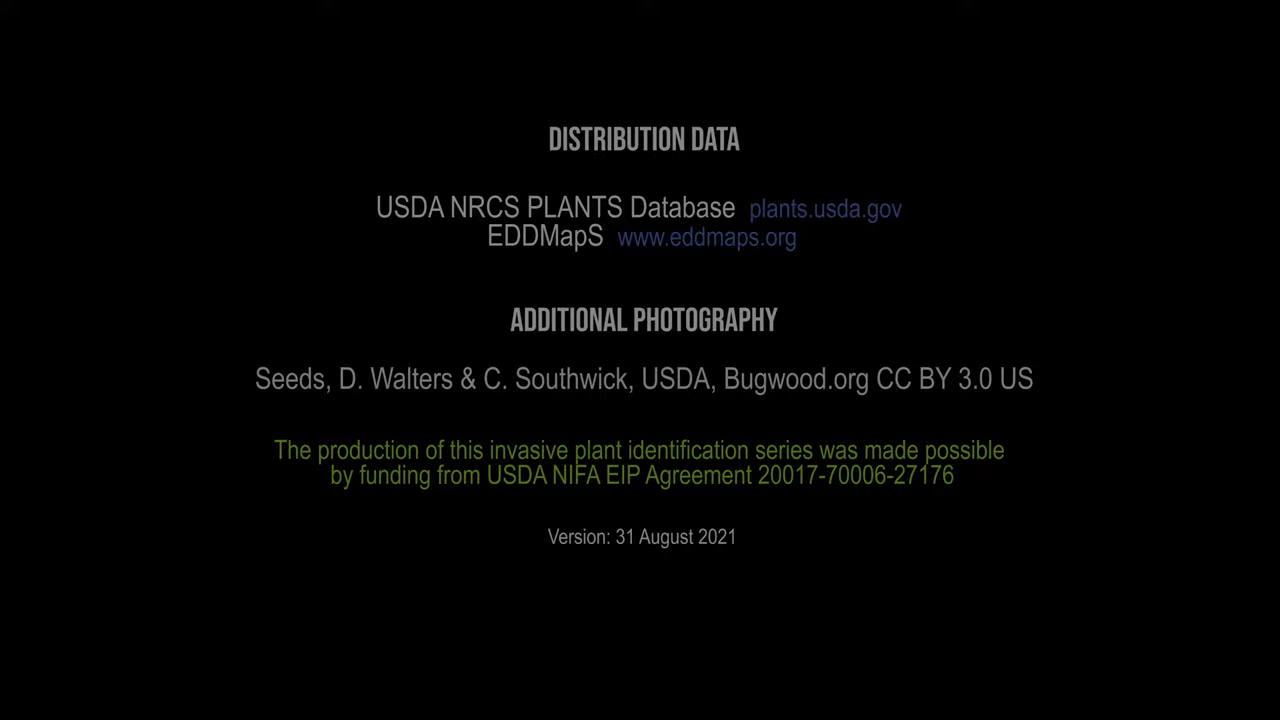 DISTRIBUTION DATA
USDA NRCS PLANTS Database plants.usda.gov
EDDMapS www.eddmaps.org
ADDITIONAL PHOTOGRAPHY
Seeds, D. Walters & C. Southwick, USDA, Bugwood.org CC BY 3.0 US
The production of this invasive plant identification series was made possible
by funding from USDA NIFA EIP Agreement 20017-70006-27176
Version: 31 August 2021